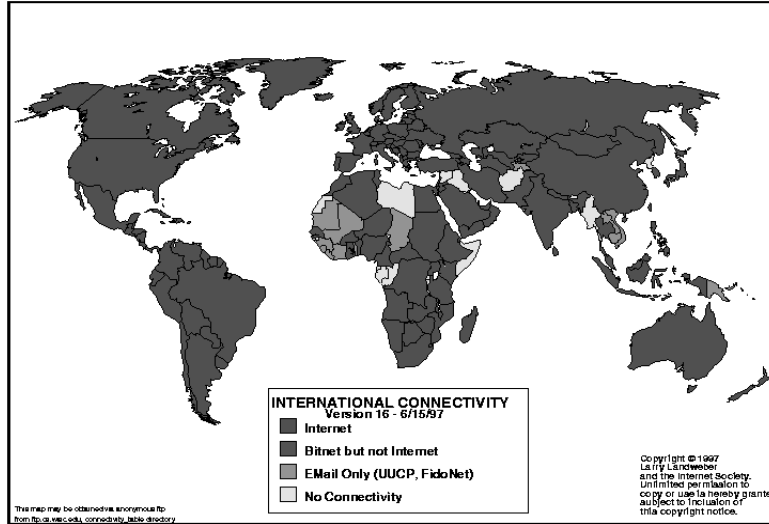 INTERNATIONAL CONNECTIVITY
Version 16 - 6/15/97
Internet
Bitnet but not Internet
EMail Only (UUCP, FidoNet)
No Connectivity
Copyright © 1997
Larry Landweber
and the Internet Society.
Unlimited permission to
copy or use is hereby grante
subject to inclusion of
this copyright notice.
This map may be obtained via anonymous ftp
from ftp.cs.wisc.edu, connectivity_table directory